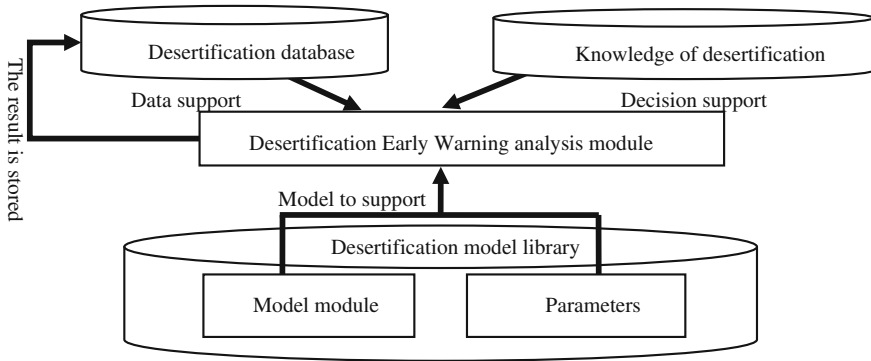 Desertification database
Knowledge of desertification
Data support
Decision support
The result is stored
Desertification Early Warning analysis module
Model to support
Desertification model library
Model module
Parameters